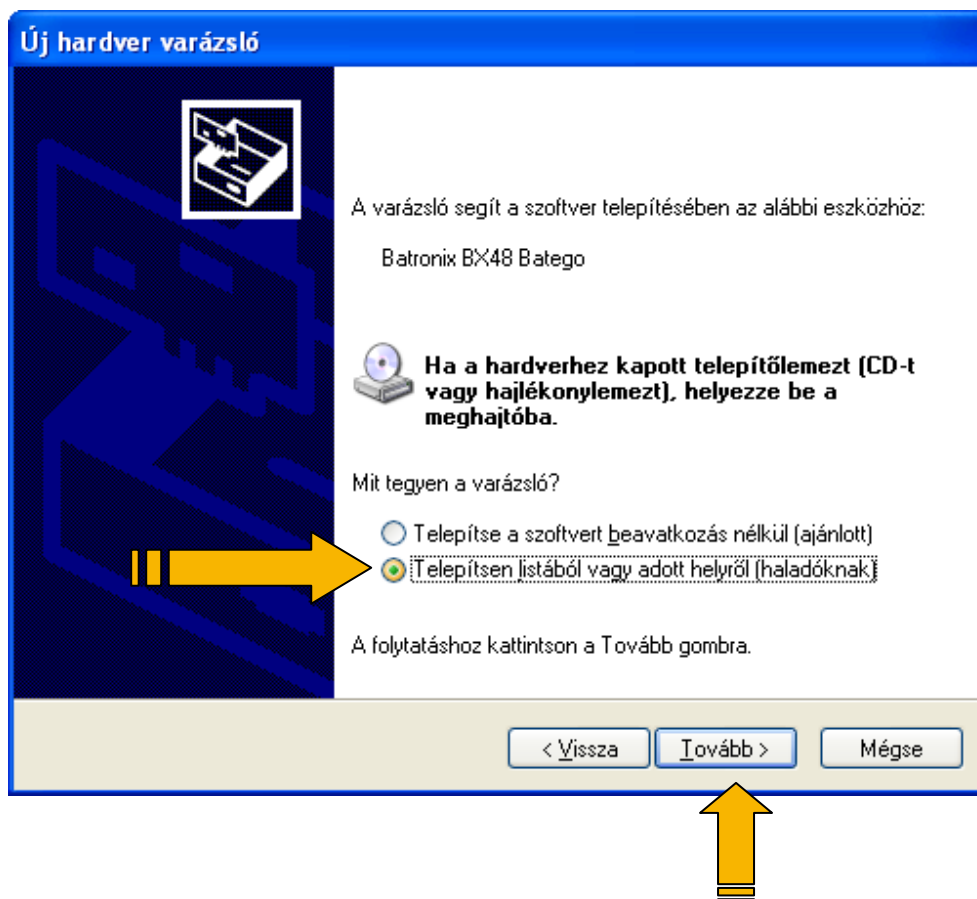 Új hardver varázsló
A varázsló segít a szoftver telepítésében az alábbi eszközhöz:
Batronix BX48 Batego
Ha a hardverhez kapott telepítőlemezt (CD-t
vagy hajlékonylemezt), helyezze be a
meghajtóba.
Mit tegyen a varázsló?
Telepítse a szoftvert beavatkozás nélkül (ajánlott)
Telepítsen listából vagy adott helyről (haladóknak)
A folytatáshoz kattintson a Tovább gombra.
< Vissza
Tovább >
Mégse